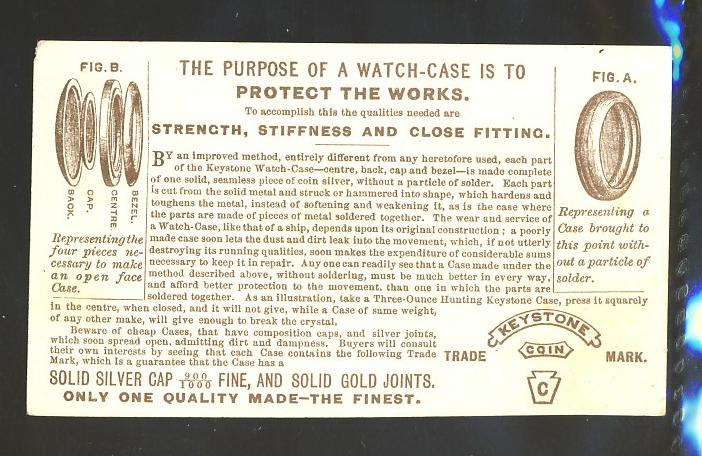 FIG. B.
BACK.
CAP.
CENTRE
BEZEL.
Representing the
four pieces ne-
cessary to make
an open face
Case.
THE PURPOSE OF A WATCH-CASE IS TO
PROTECT THE WORKS.
To accomplish this the qualities needed are
STRENGTH, STIFFNESS AND CLOSE FITTING.
BY an improved method, entirely different from any heretofore used, each part
of the Keystone Watch-Case—centre, back, cap and bezel—is made complete
of one solid, seamless piece of coin silver, without a particle of solder. Each part
is cut from the solid metal and struck or hammered into shape, which hardens and
toughens the metal, instead of softening and weakening it, as is the case where
the parts are made of pieces of metal soldered together. The wear and service of
a Watch-Case, like that of a ship, depends upon its original construction; a poorly
made case soon lets the dust and dirt leak into the movement, which, if not utterly
destroying its running qualities, soon makes the expenditure of considerable sums
necessary to keep it in repair. Any one can readily see that a Case made under the
method described above, without soldering, must be much better in every way,
and afford better protection to the movement, than one in which the parts are
soldered together. As an illustration, take a Three-Ounce Hunting Keystone Case, press it squarely
in the centre, when closed, and it will not give, while a Case of same weight,
of any other make, will give enough to break the crystal.
Beware of cheap Cases, that have composition caps, and silver joints,
which soon spread open, admitting dirt and dampness. Buyers will consult
their own interests by seeing that each Case contains the following Trade
Mark, which is a guarantee that the Case has a
SOLID SILVER CAP 900/1000 FINE, AND SOLID GOLD JOINTS.
ONLY ONE QUALITY MADE—THE FINEST.
FIG. A.
Representing a
Case brought to
this point with-
out a particle of
solder.
KEYSTONE
TRADE COIN MARK.
C